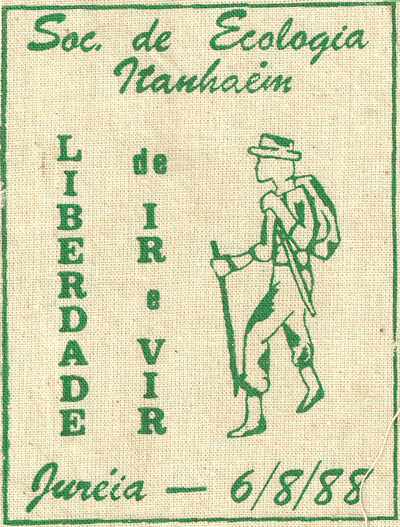 Soc. de Ecologia
Itanhaém
LIBERDADE
de IR e VIR
Juréia — 6/8/88